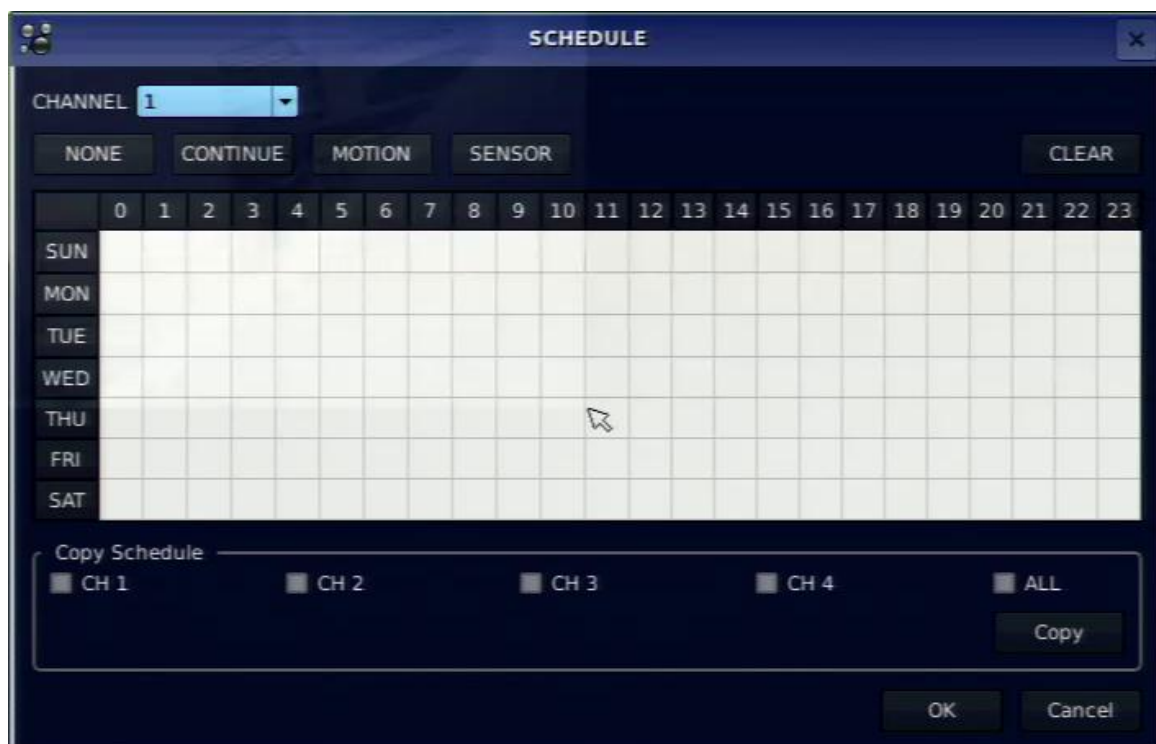 SCHEDULE
CHANNEL 1
NONE CONTINUE MOTION SENSOR CLEAR
0 1 2 3 4 5 6 7 8 9 10 11 12 13 14 15 16 17 18 19 20 21 22 23
SUN
MON
TUE
WED
THU
FRI
SAT
Copy Schedule
CH 1 CH 2 CH 3 CH 4 ALL
Copy
OK Cancel